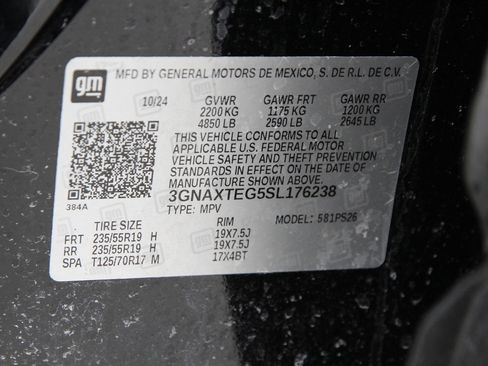 gm
MFD BY GENERAL MOTORS DE MEXICO, S. DE R.L. DE C.V.
10/24 GVWR GAWR FRT GAWR RR
2200 KG 1175 KG 1200 KG
4850 LB 2590 LB 2645 LB
THIS VEHICLE CONFORMS TO ALL
APPLICABLE U.S. FEDERAL MOTOR
VEHICLE SAFETY AND THEFT PREVENTION
STANDARDS IN EFFECT ON THE DATE OF
MANUFACTURE SHOWN ABOVE.
384A 3GNAXTEG5SL176238
TYPE: MPV MODEL: 581PS26
TIRE SIZE RIM
FRT 235/55R19 H 19X7.5J
RR 235/55R19 H 19X7.5J
SPA T125/70R17 M 17X4BT